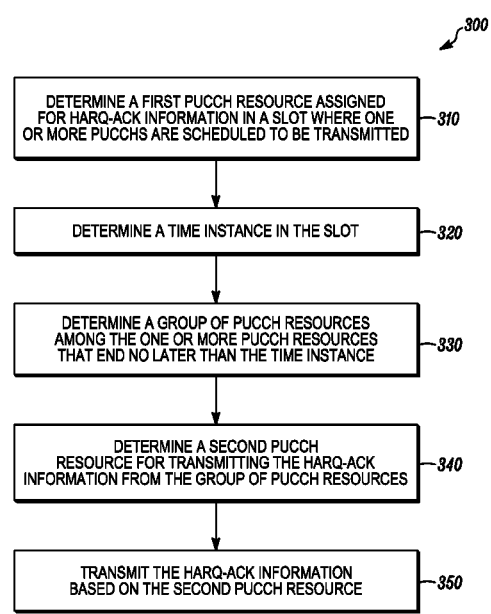 300
DETERMINE A FIRST PUCCH RESOURCE ASSIGNED
FOR HARQ-ACK INFORMATION IN A SLOT WHERE ONE
OR MORE PUCCHS ARE SCHEDULED TO BE TRANSMITTED
310
DETERMINE A TIME INSTANCE IN THE SLOT
320
DETERMINE A GROUP OF PUCCH RESOURCES
AMONG THE ONE OR MORE PUCCH RESOURCES
THAT END NO LATER THAN THE TIME INSTANCE
330
DETERMINE A SECOND PUCCH
RESOURCE FOR TRANSMITTING THE HARQ-ACK
INFORMATION FROM THE GROUP OF PUCCH RESOURCES
340
TRANSMIT THE HARQ-ACK INFORMATION
BASED ON THE SECOND PUCCH RESOURCE
350